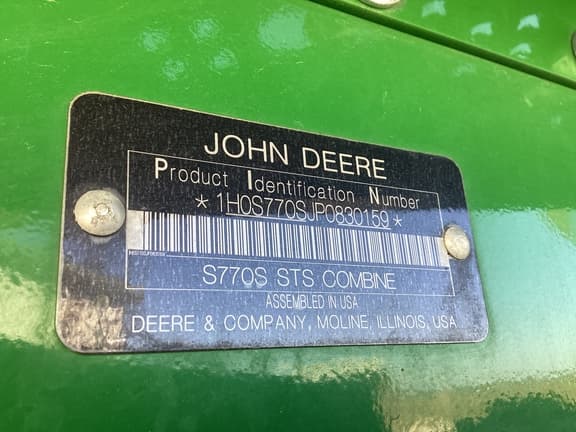 JOHN DEERE
Product Identification Number
*1H0S770SJP0830159*
S770S STS COMBINE
ASSEMBLED IN USA
DEERE & COMPANY, MOLINE, ILLINOIS, USA